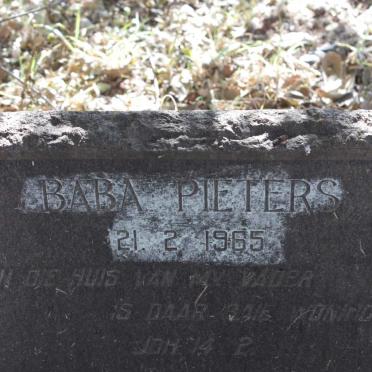 BABA PIETERS
21. 2. 1965
DIE HUIS VAN MY VADER
IS DAAR BAIE
JOH 14 2